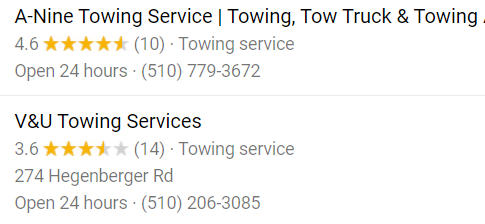 A-Nine Towing Service | Towing, Tow Truck & Towing
4.6 ★★★★★ (10) · Towing service
Open 24 hours · (510) 779-3672
V&U Towing Services
3.6 ★★★★★ (14) · Towing service
274 Hegenberger Rd
Open 24 hours · (510) 206-3085